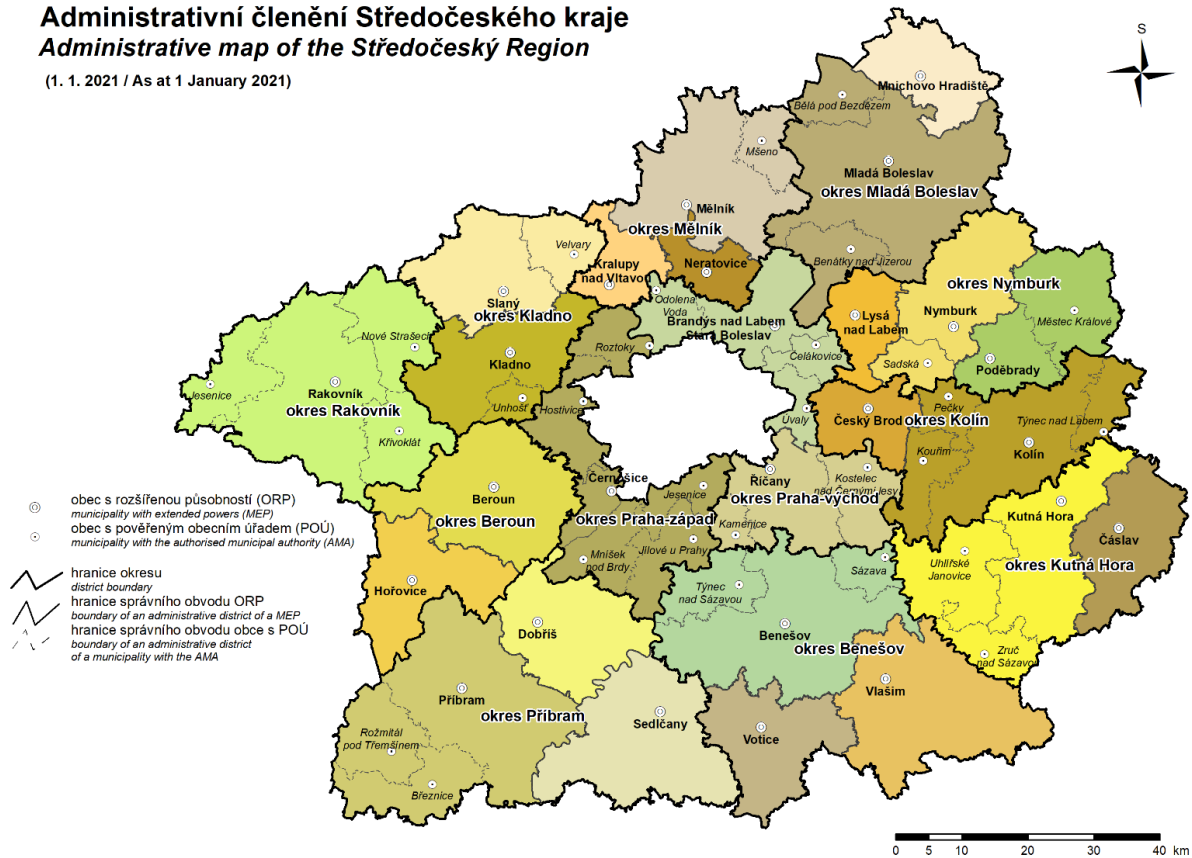 Administrativní členění Středočeského kraje
Administrative map of the Středočeský Region
(1. 1. 2021 / As at 1 January 2021)
S
Mnichovo Hradiště
Bělá pod Bezdězem
Mšeno
Mladá Boleslav
okres Mladá Boleslav
Mělník
okres Mělník
Velvary
Benátky nad Jizerou
Kralupy
nad Vltavou
Neratovice
Slaný
okres Kladno
Odolena
Voda
okres Nymburk
Brandýs nad Labem
Stará Boleslav
Lysá
nad Labem
Nymburk
Městec Králové
Nové Strašecí
Roztoky
Čelákovice
Sadská
Poděbrady
Kladno
Jesenice
Rakovník
okres Rakovník
Unhošť
Hostivice
Pečky
Úvaly
Český Brod
okres Kolín
Týnec nad Labem
Křivoklát
Kouřim
Kolín
Beroun
okres Beroun
Černošice
Jesenice
okres Praha-západ
Říčany
Kostelec
nad Černými lesy
okres Praha-východ
Kamenice
Kutná Hora
Čáslav
Mníšek
pod Brdy
Jílové u Prahy
Uhlířské
Janovice
okres Kutná Hora
Hořovice
Týnec
nad Sázavou
Sázava
Dobříš
Benešov
okres Benešov
Zruč
nad Sázavou
Příbram
okres Příbram
Sedlčany
Votice
Vlašim
Rožmitál
pod Třemšínem
Březnice
obec s rozšířenou působností (ORP)
municipality with extended powers (MEP)
obec s pověřeným obecním úřadem (POÚ)
municipality with the authorised municipal authority (AMA)
hranice okresu
district boundary
hranice správního obvodu ORP
boundary of an administrative district of a MEP
hranice správního obvodu obce s POÚ
boundary of an administrative district
of a municipality with the AMA
0 5 10 20 30 40 km